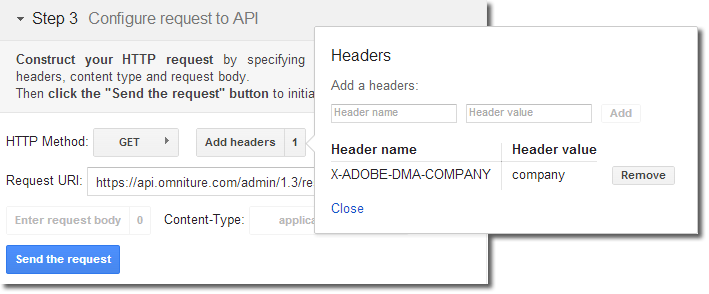 Step 3 Configure request to API
Construct your HTTP request by specifying
headers, content type and request body.
Then click the "Send the request" button to initia
HTTP Method: GET Add headers 1
Request URI: https://api.omniture.com/admin/1.3/re
Enter request body 0 Content-Type: applica
Send the request
Headers
Add a headers:
Header name Header value Add
Header name Header value
X-ADOBE-DMA-COMPANY company Remove
Close